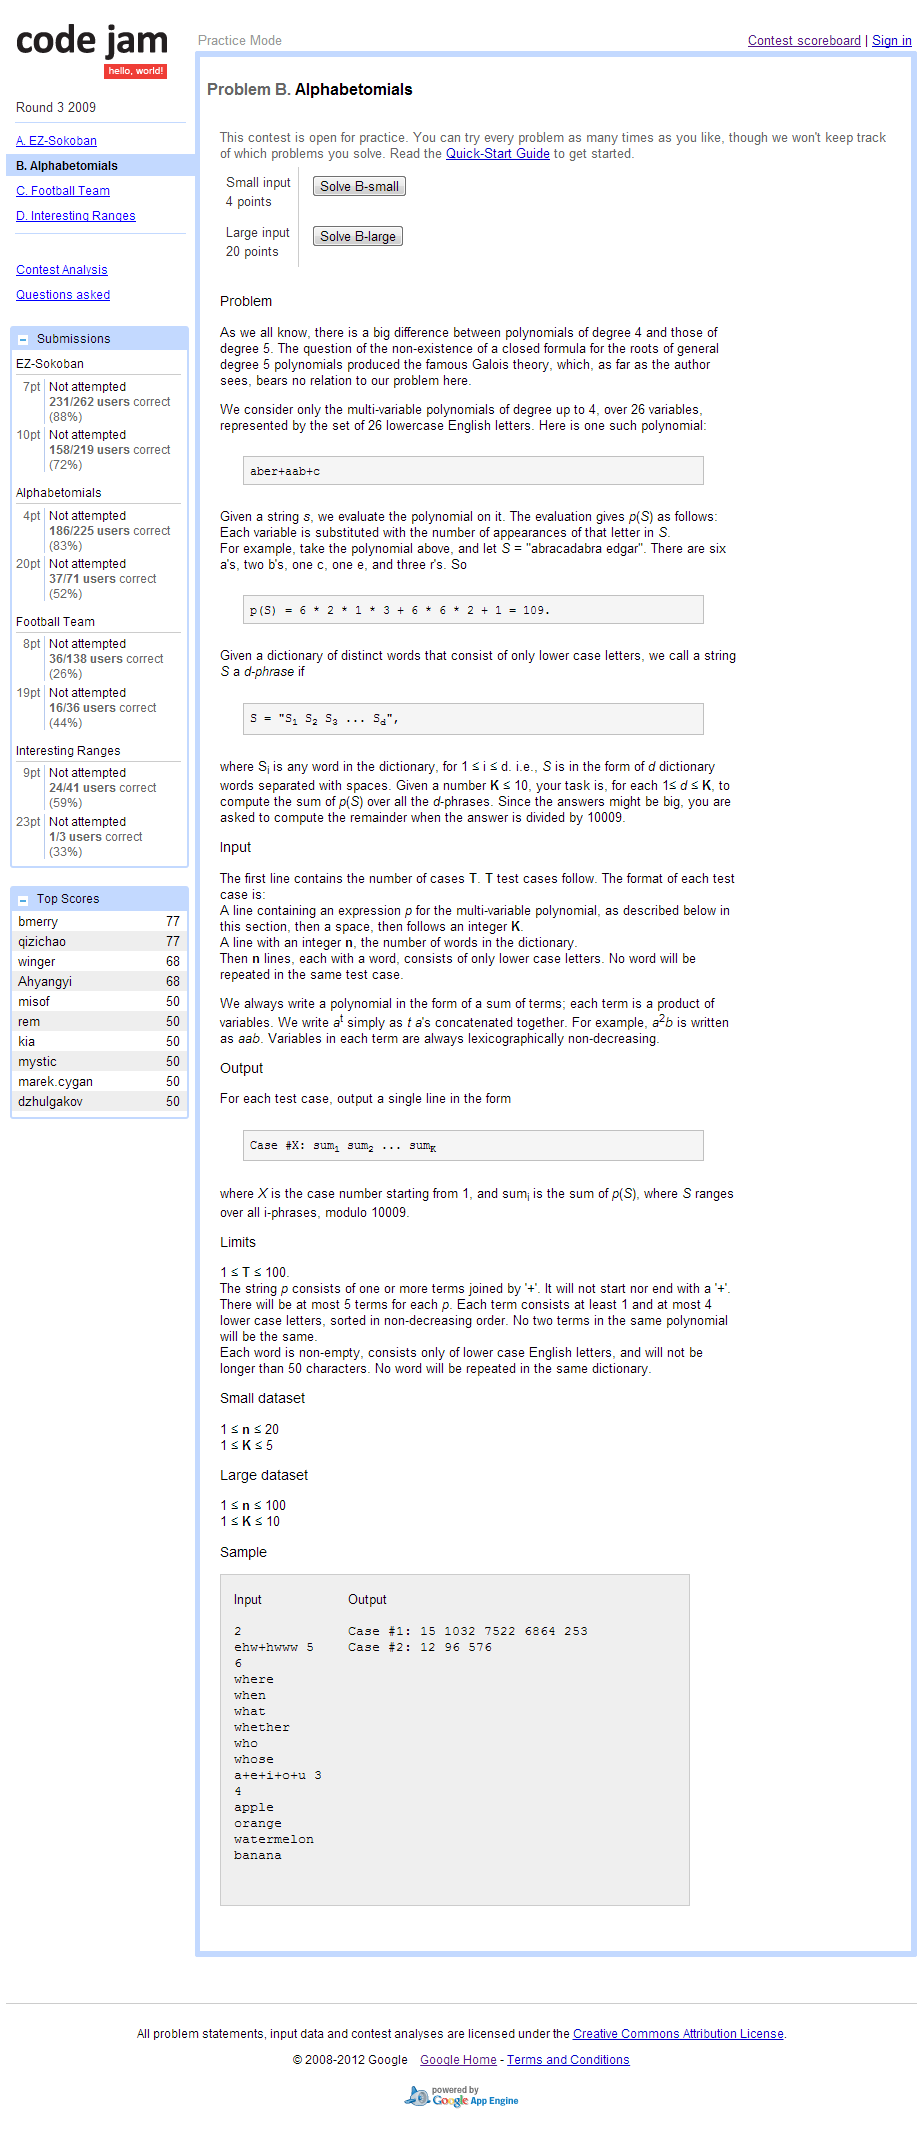 code jam
hello, world!
Practice Mode
Contest scoreboard | Sign in
Round 3 2009
A. EZ-Sokoban
B. Alphabetomials
C. Football Team
D. Interesting Ranges
Contest Analysis
Questions asked
Submissions
EZ-Sokoban
7pt Not attempted
231/262 users correct
(88%)
10pt Not attempted
158/219 users correct
(72%)
Alphabetomials
4pt Not attempted
186/225 users correct
(83%)
20pt Not attempted
37/71 users correct
(52%)
Football Team
8pt Not attempted
36/138 users correct
(26%)
19pt Not attempted
16/36 users correct
(44%)
Interesting Ranges
9pt Not attempted
24/41 users correct
(59%)
23pt Not attempted
1/3 users correct
(33%)
Top Scores
bmerry 77
qizichao 77
winger 68
Ahyangyi 68
misof 50
rem 50
kia 50
mystic 50
marek.cygan 50
dzhulgakov 50
Problem B. Alphabetomials
This contest is open for practice. You can try every problem as many times as you like, though we won't keep track
of which problems you solve. Read the Quick-Start Guide to get started.
Small input
4 points
Solve B-small
Large input
20 points
Solve B-large
Problem
As we all know, there is a big difference between polynomials of degree 4 and those of
degree 5. The question of the non-existence of a closed formula for the roots of general
degree 5 polynomials produced the famous Galois theory, which, as far as the author
sees, bears no relation to our problem here.
We consider only the multi-variable polynomials of degree up to 4, over 26 variables,
represented by the set of 26 lowercase English letters. Here is one such polynomial:
aber+aab+c
Given a string s, we evaluate the polynomial on it. The evaluation gives p(S) as follows:
Each variable is substituted with the number of appearances of that letter in S.
For example, take the polynomial above, and let S = "abracadabra edgar". There are six
a's, two b's, one c, one e, and three r's. So
p(S) = 6 * 2 * 1 * 3 + 6 * 6 * 2 + 1 = 109.
Given a dictionary of distinct words that consist of only lower case letters, we call a string
S a d-phrase if
S = "S1 S2 S3 ... Sd",
where Si is any word in the dictionary, for 1 ≤ i ≤ d. i.e., S is in the form of d dictionary
words separated with spaces. Given a number K ≤ 10, your task is, for each 1≤ d ≤ K, to
compute the sum of p(S) over all the d-phrases. Since the answers might be big, you are
asked to compute the remainder when the answer is divided by 10009.
Input
The first line contains the number of cases T. T test cases follow. The format of each test
case is:
A line containing an expression p for the multi-variable polynomial, as described below in
this section, then a space, then follows an integer K.
A line with an integer n, the number of words in the dictionary.
Then n lines, each with a word, consists of only lower case letters. No word will be
repeated in the same test case.
We always write a polynomial in the form of a sum of terms; each term is a product of
variables. We write at simply as t a's concatenated together. For example, a2b is written
as aab. Variables in each term are always lexicographically non-decreasing.
Output
For each test case, output a single line in the form
Case #X: sum1 sum2 ... sumK
where X is the case number starting from 1, and sumi is the sum of p(S), where S ranges
over all i-phrases, modulo 10009.
Limits
1 ≤ T ≤ 100.
The string p consists of one or more terms joined by '+'. It will not start nor end with a '+'.
There will be at most 5 terms for each p. Each term consists at least 1 and at most 4
lower case letters, sorted in non-decreasing order. No two terms in the same polynomial
will be the same.
Each word is non-empty, consists only of lower case English letters, and will not be
longer than 50 characters. No word will be repeated in the same dictionary.
Small dataset
1 ≤ n ≤ 20
1 ≤ K ≤ 5
Large dataset
1 ≤ n ≤ 100
1 ≤ K ≤ 10
Sample
Input Output
2 Case #1: 15 1032 7522 6864 253
ehw+hwww 5 Case #2: 12 96 576
6
where
when
what
whether
who
whose
a+e+i+o+u 3
4
apple
orange
watermelon
banana
All problem statements, input data and contest analyses are licensed under the Creative Commons Attribution License.
© 2008-2012 Google Google Home - Terms and Conditions
powered by
Google App Engine